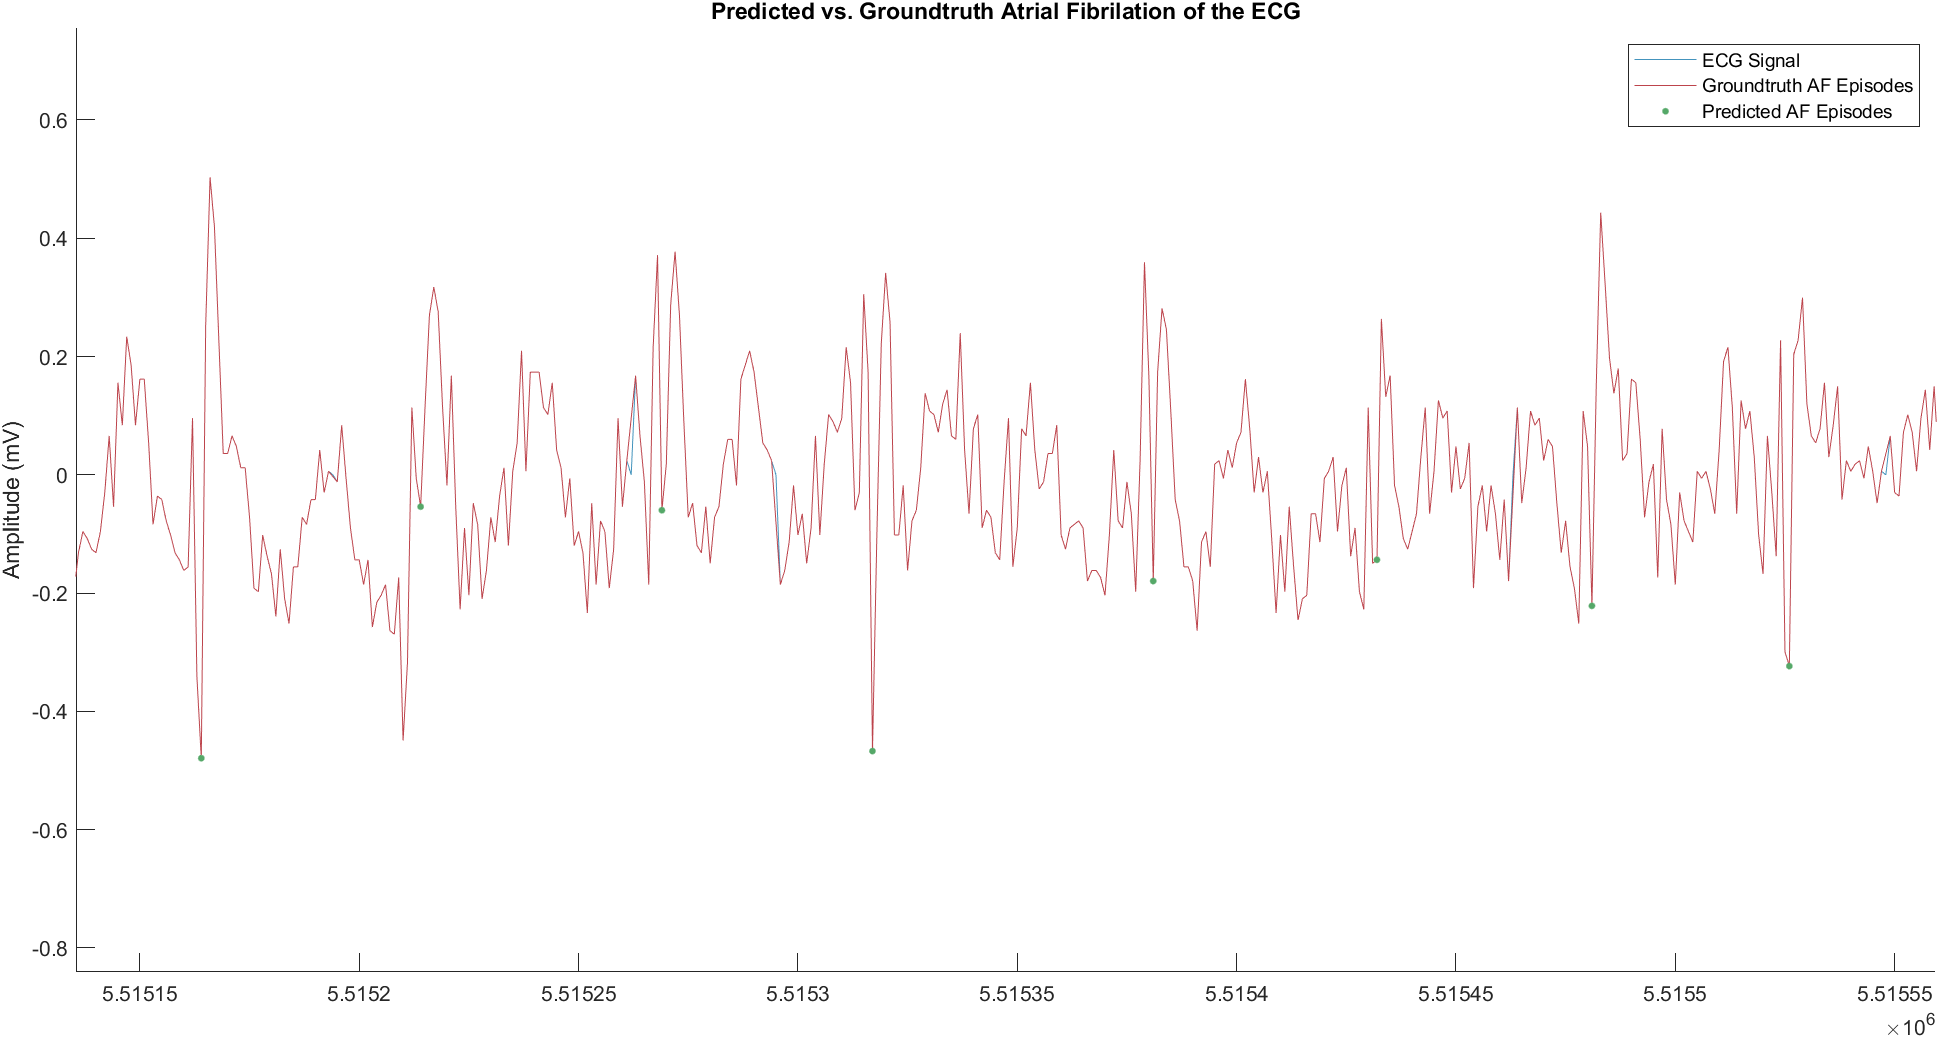 Predicted vs. Groundtruth Atrial Fibrilation of the ECG
ECG Signal
Groundtruth AF Episodes
Predicted AF Episodes
Amplitude (mV)
0.6
0.4
0.2
0
-0.2
-0.4
-0.6
-0.8
5.51515 5.5152 5.51525 5.5153 5.51535 5.5154 5.51545 5.5155 5.51555
×10⁶